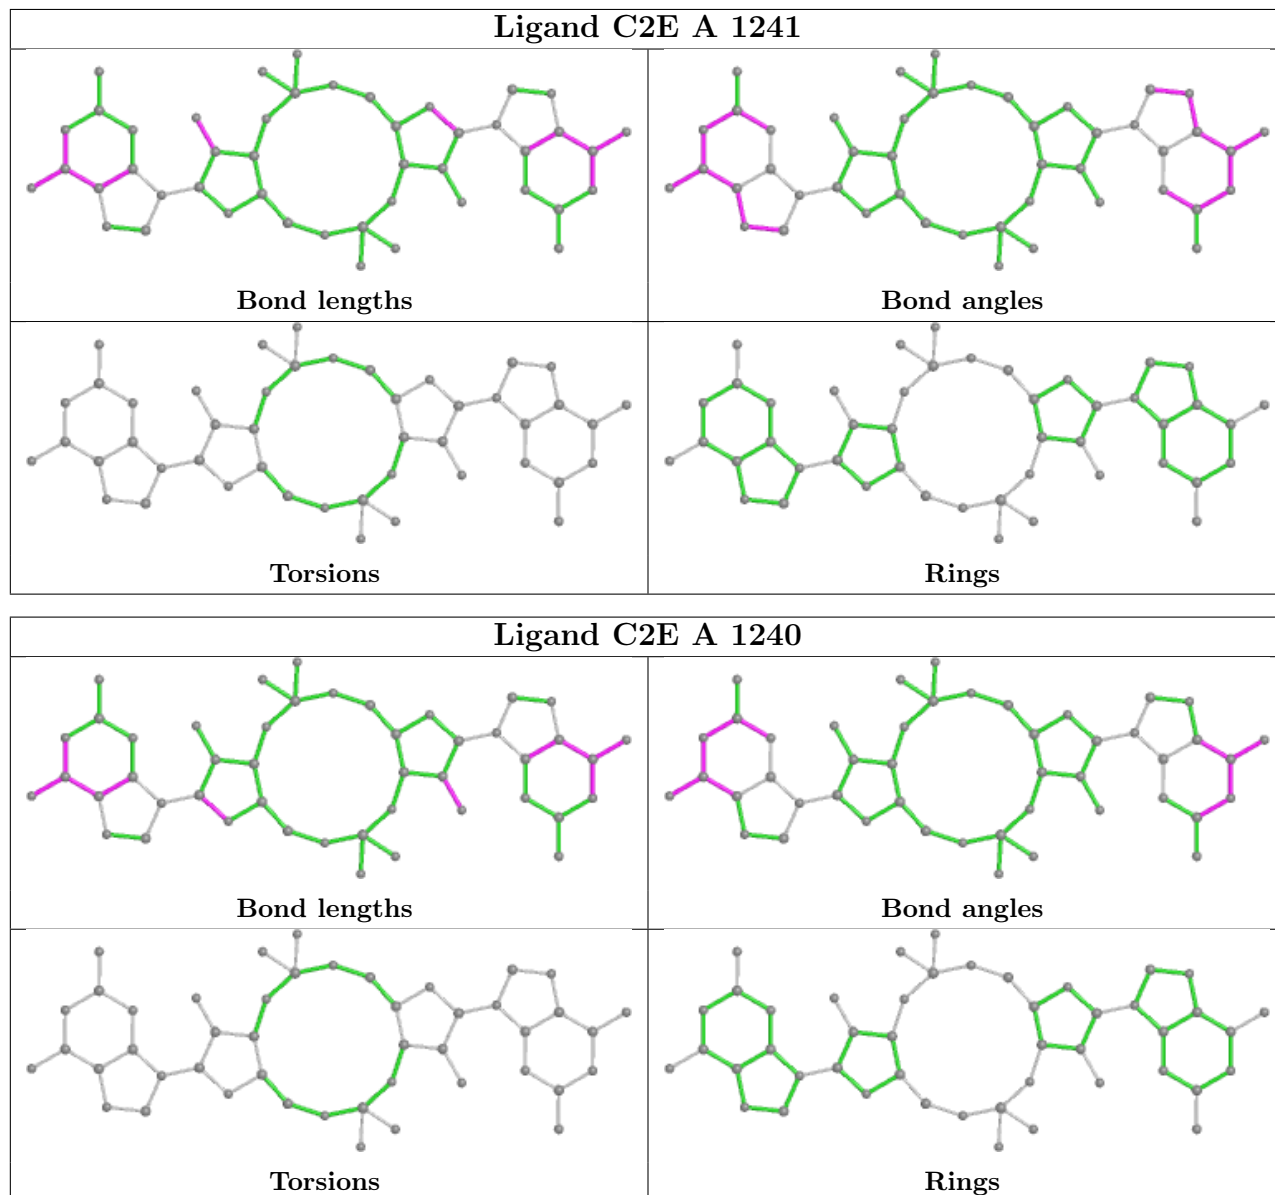 Ligand C2E A 1241
Bond lengths
Bond angles
Torsions
Rings
Ligand C2E A 1240
Bond lengths
Bond angles
Torsions
Rings